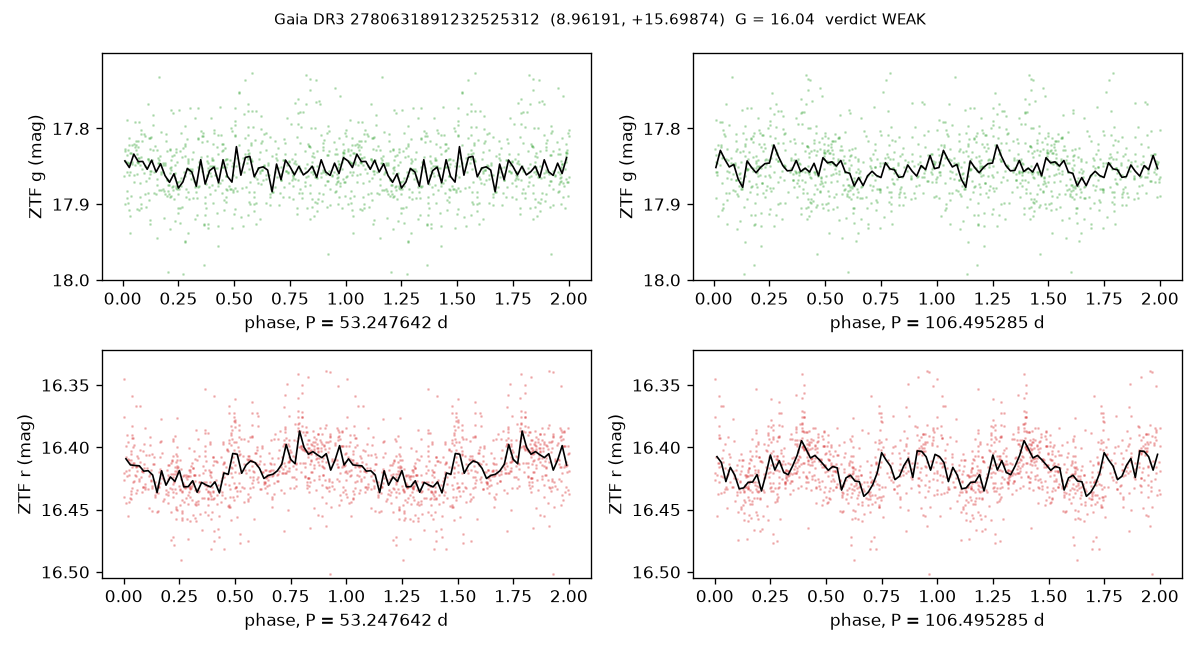 Gaia DR3 2780631891232525312 (8.96191, +15.69874) G = 16.04 verdict WEAK
ZTF g (mag)
17.8
17.9
18.0
0.00 0.25 0.50 0.75 1.00 1.25 1.50 1.75 2.00
phase, P = 53.247642 d
ZTF g (mag)
17.8
17.9
18.0
0.00 0.25 0.50 0.75 1.00 1.25 1.50 1.75 2.00
phase, P = 106.495285 d
ZTF r (mag)
16.35
16.40
16.45
16.50
0.00 0.25 0.50 0.75 1.00 1.25 1.50 1.75 2.00
phase, P = 53.247642 d
ZTF r (mag)
16.35
16.40
16.45
16.50
0.00 0.25 0.50 0.75 1.00 1.25 1.50 1.75 2.00
phase, P = 106.495285 d